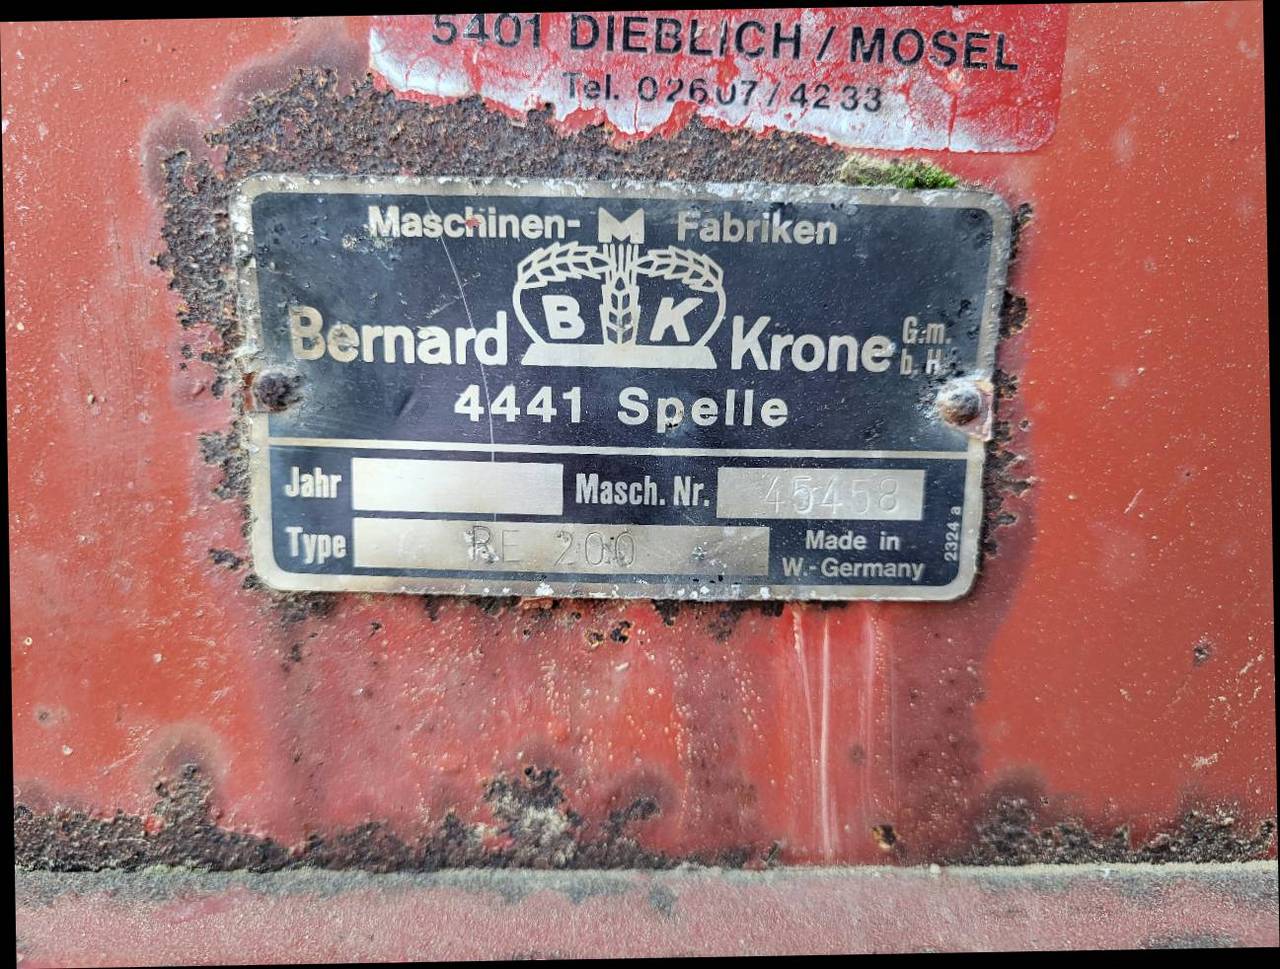 5401 DIEBLICH / MOSEL
Tel. 02607/4233
Maschinen- M Fabriken
B K
Bernard Krone G.m.b.H.
4441 Spelle
Jahr Masch. Nr. 45458
Type RE 200
Made in
W.-Germany
2324 a